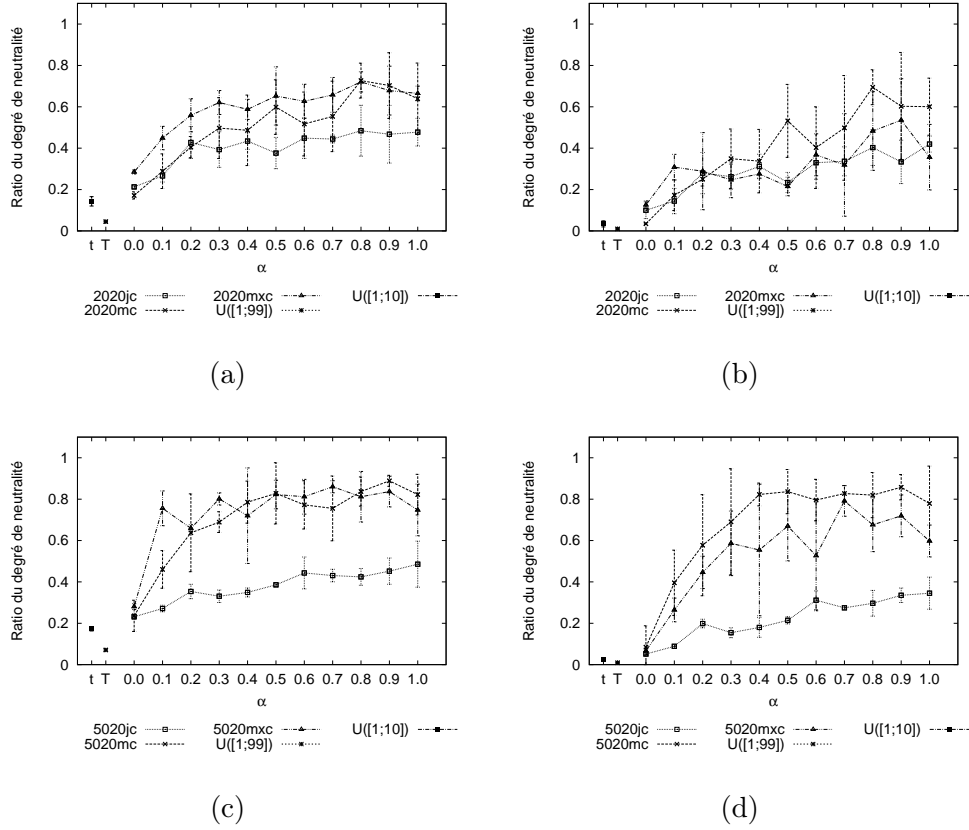 Ratio du degré de neutralité
1
0.8
0.6
0.4
0.2
0
t T 0.0 0.1 0.2 0.3 0.4 0.5 0.6 0.7 0.8 0.9 1.0
α
2020jc 2020mxc U([1;10])
2020mc U([1;99])
(a)
Ratio du degré de neutralité
1
0.8
0.6
0.4
0.2
0
t T 0.0 0.1 0.2 0.3 0.4 0.5 0.6 0.7 0.8 0.9 1.0
α
2020jc 2020mxc U([1;10])
2020mc U([1;99])
(b)
Ratio du degré de neutralité
1
0.8
0.6
0.4
0.2
0
t T 0.0 0.1 0.2 0.3 0.4 0.5 0.6 0.7 0.8 0.9 1.0
α
5020jc 5020mxc U([1;10])
5020mc U([1;99])
(c)
Ratio du degré de neutralité
1
0.8
0.6
0.4
0.2
0
t T 0.0 0.1 0.2 0.3 0.4 0.5 0.6 0.7 0.8 0.9 1.0
α
5020jc 5020mxc U([1;10])
5020mc U([1;99])
(d)